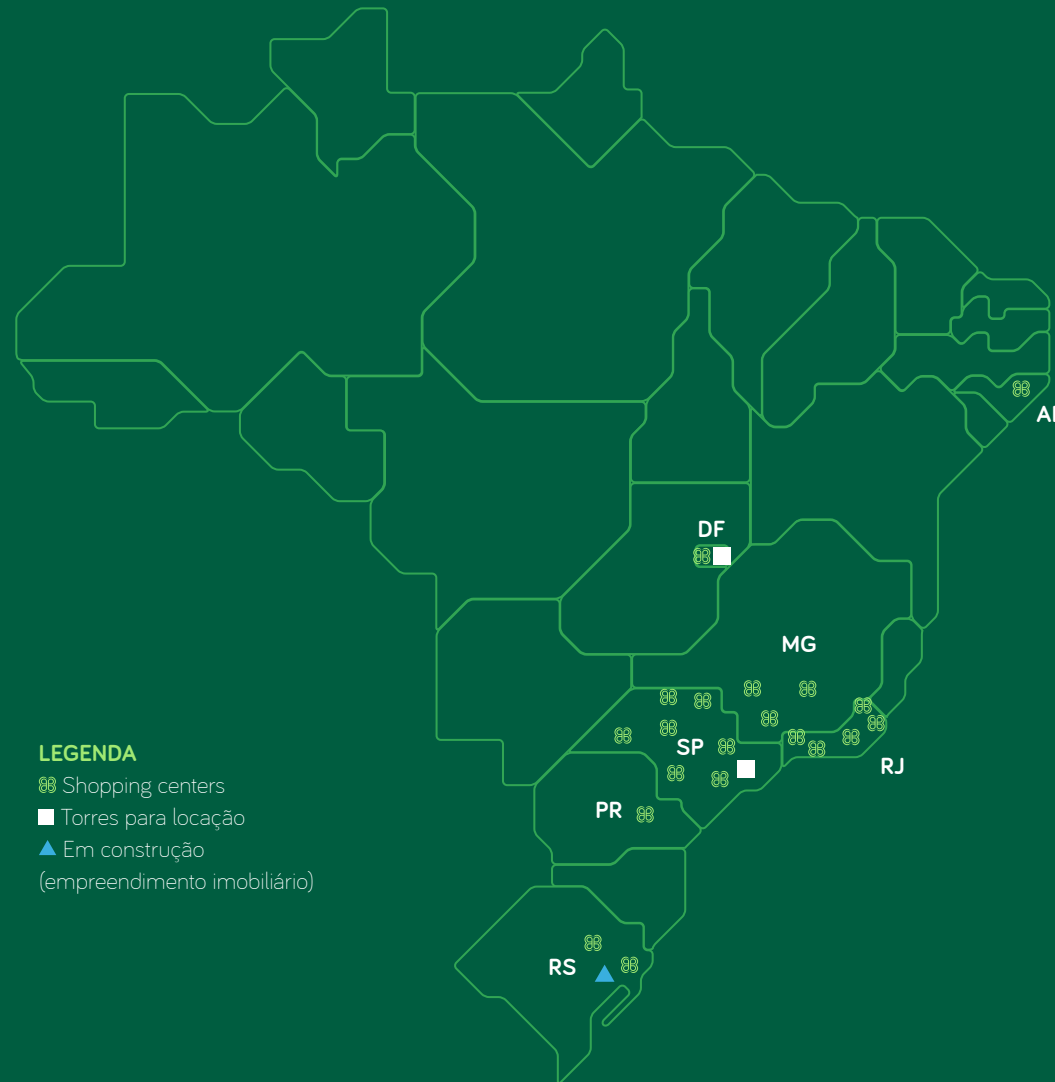 DF
MG
SP
RJ
PR
RS
LEGENDA
Shopping centers
Torres para locação
Em construção
(empreendimento imobiliário)